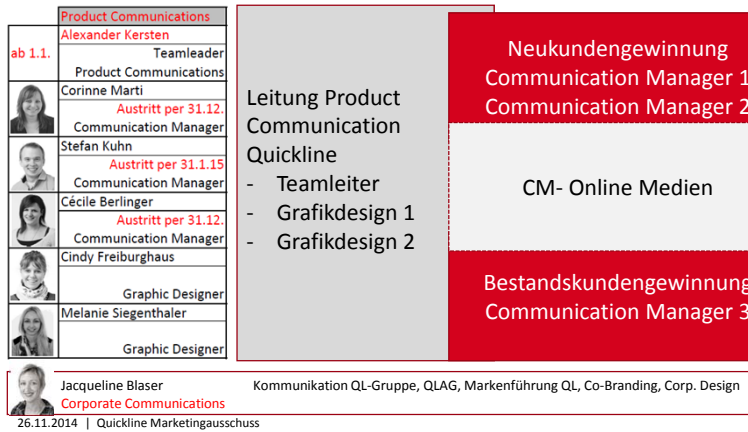 Product Communications
Alexander Kersten
ab 1.1.
Teamleader
Product Communications
Corinne Marti
Austritt per 31.12.
Communication Manager
Stefan Kuhn
Austritt per 31.1.15
Communication Manager
Cécile Berlinger
Austritt per 31.12.
Communication Manager
Cindy Freiburghaus
Graphic Designer
Melanie Siegenthaler
Graphic Designer
Leitung Product
Communication
Quickline
- Teamleiter
- Grafikdesign 1
- Grafikdesign 2
Neukundengewinnung
Communication Manager 1
Communication Manager 2
CM- Online Medien
Bestandskundengewinnung
Communication Manager 3
Jacqueline Blaser
Corporate Communications
Kommunikation QL-Gruppe, QLAG, Markenführung QL, Co-Branding, Corp. Design
26.11.2014 | Quickline Marketingausschuss